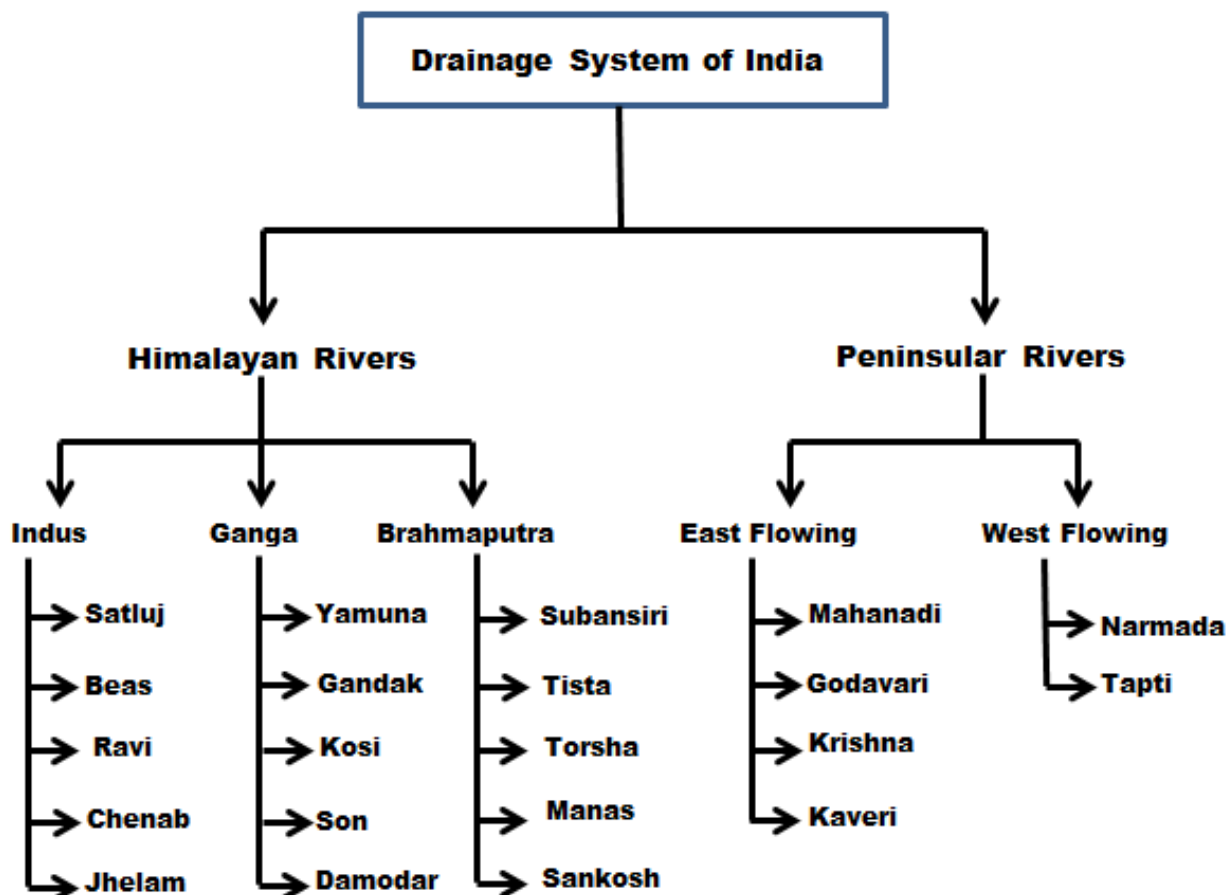 Drainage System of India
Himalayan Rivers
Peninsular Rivers
Indus
Ganga
Brahmaputra
East Flowing
West Flowing
Satluj
Beas
Ravi
Chenab
Jhelam
Yamuna
Gandak
Kosi
Son
Damodar
Subansiri
Tista
Torsha
Manas
Sankosh
Mahanadi
Godavari
Krishna
Kaveri
Narmada
Tapti